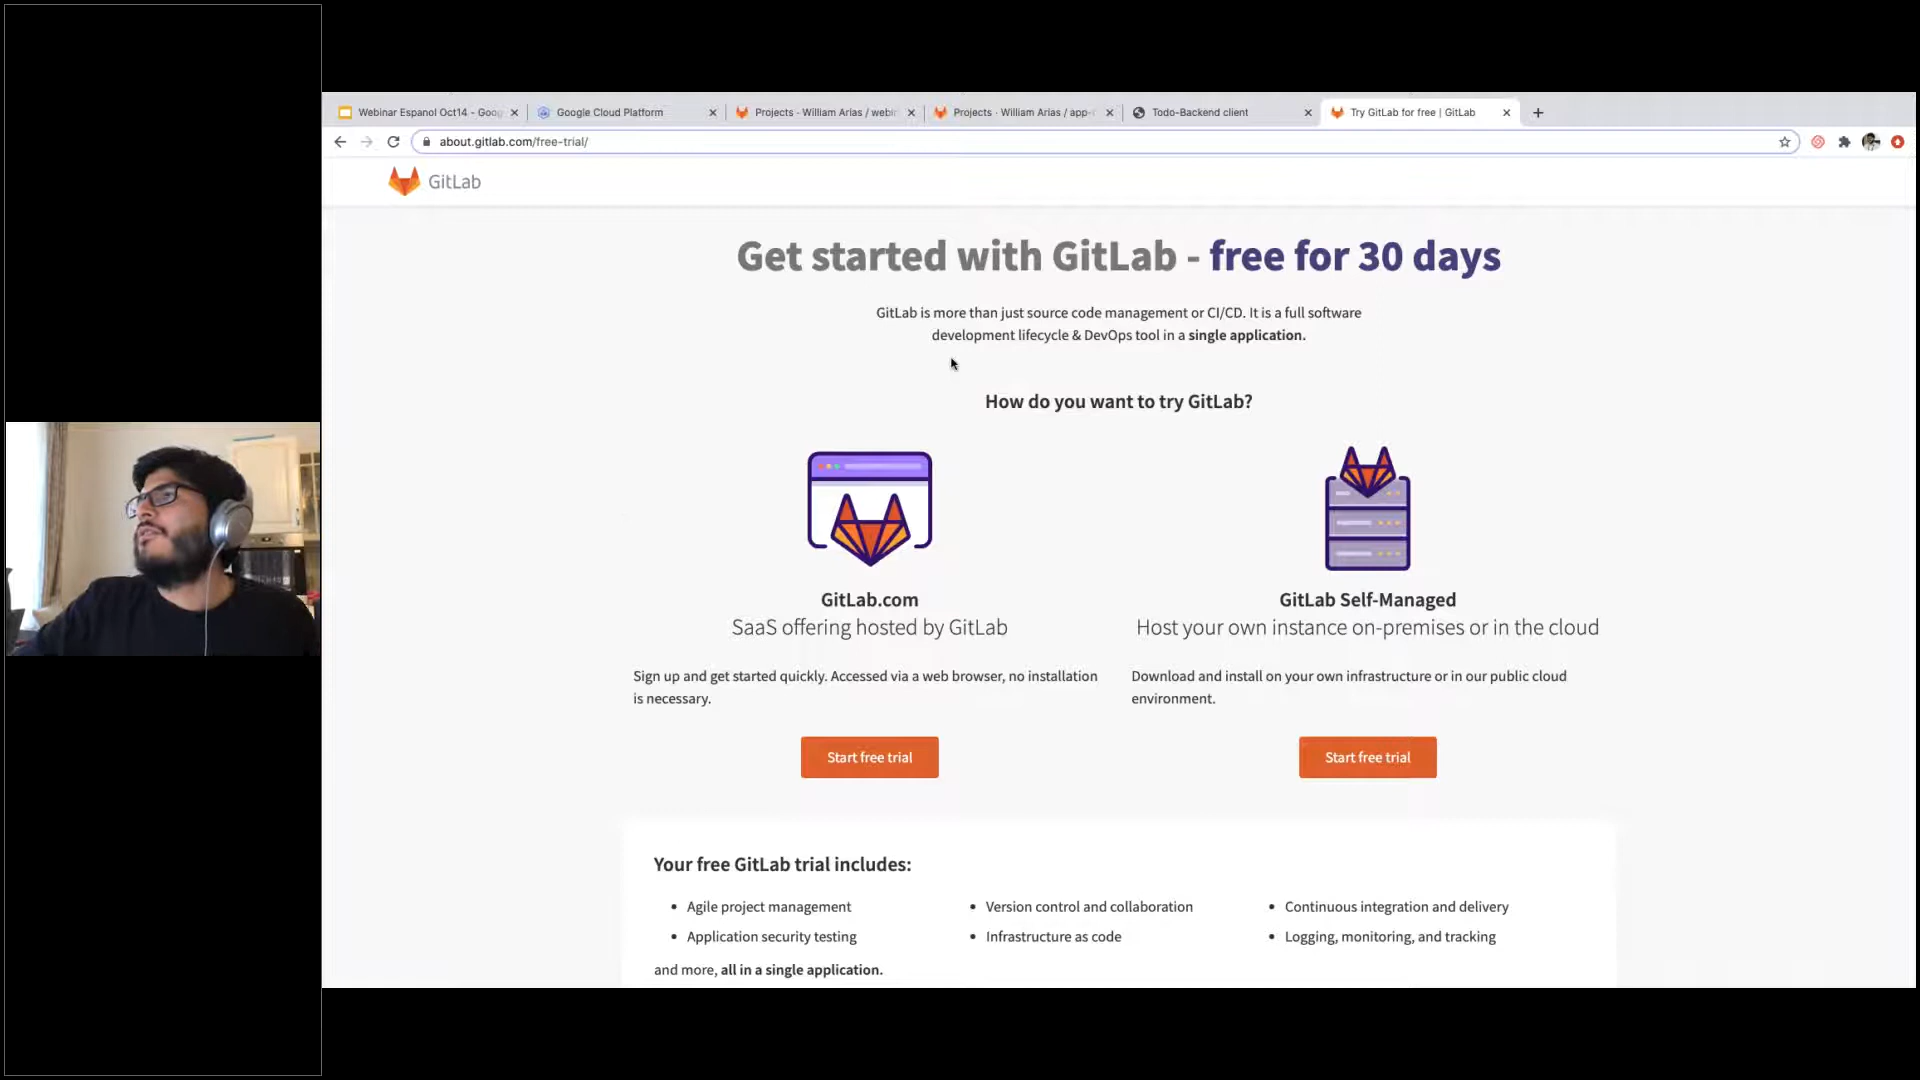 Webinar Espanol Oct14 - Goog
Google Cloud Platform
Projects - William Arias / webin
Projects · William Arias / app-r
Todo-Backend client
Try GitLab for free | GitLab
about.gitlab.com/free-trial/
GitLab
Get started with GitLab - free for 30 days
GitLab is more than just source code management or CI/CD. It is a full software
development lifecycle & DevOps tool in a single application.
How do you want to try GitLab?
GitLab.com
SaaS offering hosted by GitLab
Sign up and get started quickly. Accessed via a web browser, no installation
is necessary.
Start free trial
GitLab Self-Managed
Host your own instance on-premises or in the cloud
Download and install on your own infrastructure or in our public cloud
environment.
Start free trial
Your free GitLab trial includes:
• Agile project management
• Application security testing
• Version control and collaboration
• Infrastructure as code
• Continuous integration and delivery
• Logging, monitoring, and tracking
and more, all in a single application.